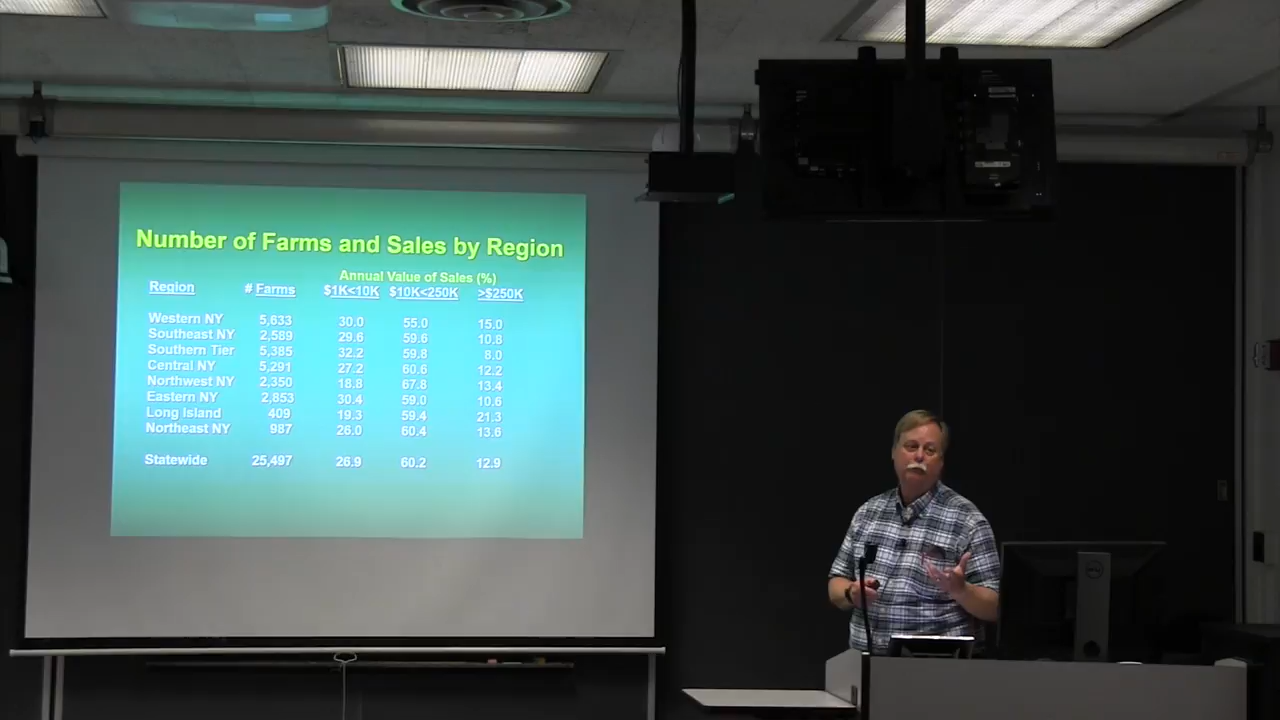 Number of Farms and Sales by Region
Annual Value of Sales (%)
Region # Farms $1K<10K $10K<250K >$250K
Western NY 5,633 30.0 55.0 15.0
Southeast NY 2,589 29.6 59.6 10.8
Southern Tier 5,385 32.2 59.8 8.0
Central NY 5,291 27.2 60.6 12.2
Northwest NY 2,350 18.8 67.8 13.4
Eastern NY 2,853 30.4 59.0 10.6
Long Island 409 19.3 59.4 21.3
Northeast NY 987 26.0 60.4 13.6
Statewide 25,497 26.9 60.2 12.9
DELL